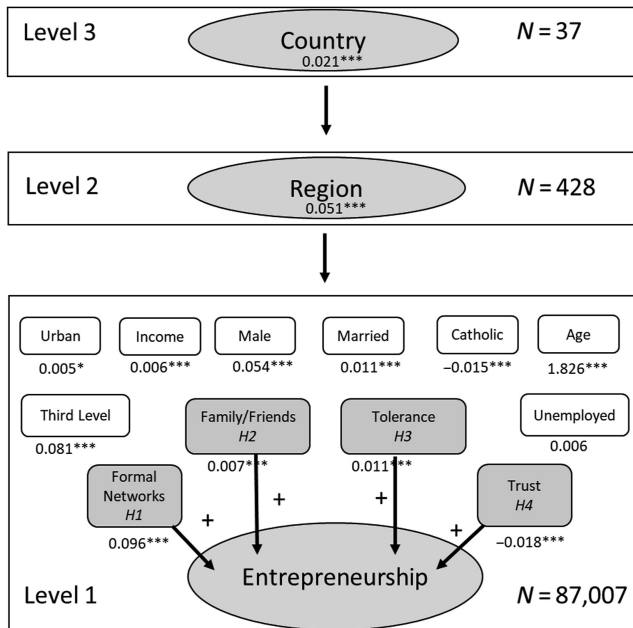 Level 3
Country
0.021***
N = 37
Level 2
Region
0.051***
N = 428
Urban
Income
Male
Married
Catholic
Age
0.005*
0.006***
0.054***
0.011***
−0.015***
1.826***
Third Level
Family/Friends
H2
Tolerance
H3
Unemployed
0.081***
0.007***
0.011***
0.006
Formal
Networks
H1
Trust
H4
+
+
+
+
0.096***
−0.018***
Entrepreneurship
Level 1
N = 87,007